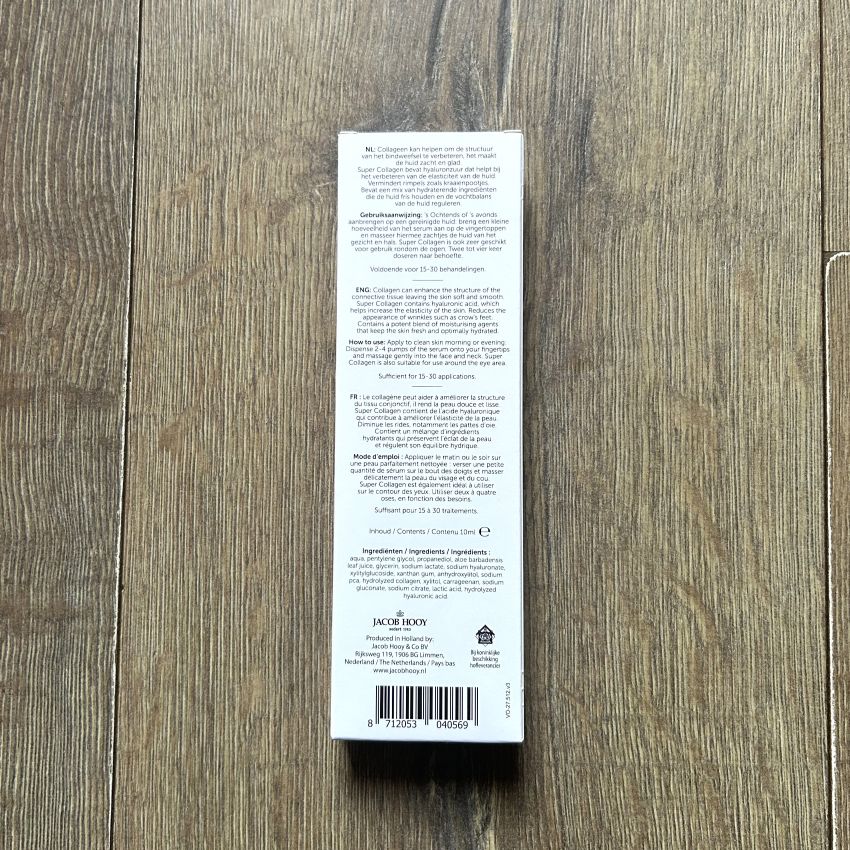 NL: Collageen kan helpen om de structuur
van het bindweefsel te verbeteren, het maakt
de huid zacht en glad.
Super Collagen bevat hyaluronzuur dat helpt bij
het verbeteren van de elasticiteit van de huid.
Vermindert rimpels zoals kraaienpootjes.
Bevat een mix van hydraterende ingrediënten
die de huid fris houden en de vochtbalans
van de huid reguleren.
Gebruiksaanwijzing: 's Ochtends of 's avonds
aanbrengen op een gereinigde huid: breng een kleine
hoeveelheid van het serum aan op de vingertoppen
en masseer hiermee zachtjes de huid van het
gezicht en hals. Super Collagen is ook zeer geschikt
voor gebruik rondom de ogen. Twee tot vier keer
doseren naar behoefte.
Voldoende voor 15-30 behandelingen.
ENG: Collagen can enhance the structure of the
connective tissue leaving the skin soft and smooth.
Super Collagen contains hyaluronic acid, which
helps increase the elasticity of the skin. Reduces the
appearance of wrinkles such as crow's feet.
Contains a potent blend of moisturising agents
that keep the skin fresh and optimally hydrated.
How to use: Apply to clean skin morning or evening.
Dispense 2-4 pumps of the serum onto your fingertips
and massage gently into the face and neck. Super
Collagen is also suitable for use around the eye area.
Sufficient for 15-30 applications.
FR : Le collagène peut aider à améliorer la structure
du tissu conjonctif, il rend la peau douce et lisse.
Super Collagen contient de l'acide hyaluronique
qui contribue à améliorer l'élasticité de la peau.
Diminue les rides, notamment les pattes d'oie.
Contient un mélange d'ingrédients
hydratants qui préservent l'éclat de la peau
et régulent son équilibre hydrique.
Mode d'emploi : Appliquer le matin ou le soir sur
une peau parfaitement nettoyée : verser une petite
quantité de sérum sur le bout des doigts et masser
délicatement la peau du visage et du cou.
Super Collagen est également idéal à utiliser
sur le contour des yeux. Utiliser deux à quatre
oses, en fonction des besoins.
Suffisant pour 15 à 30 traitements.
Inhoud / Contents / Contenu 10ml ℮
Ingrediënten / Ingredients / Ingrédients :
aqua, pentylene glycol, propanediol, aloe barbadensis
leaf juice, glycerin, sodium lactate, sodium hyaluronate,
xylitylglucoside, xanthan gum, anhydroxylitol, sodium
pca, hydrolyzed collagen, xylitol, carrageenan, sodium
gluconate, sodium citrate, lactic acid, hydrolyzed
hyaluronic acid.
JACOB HOOY
sedert 1743
Produced in Holland by:
Jacob Hooy & Co BV
Rijksweg 119, 1906 BG Limmen,
Nederland / The Netherlands / Pays bas
www.jacobhooy.nl
Bij koninklijke
beschikking
hofleverancier
VO-27.512.v3
8 712053 040569